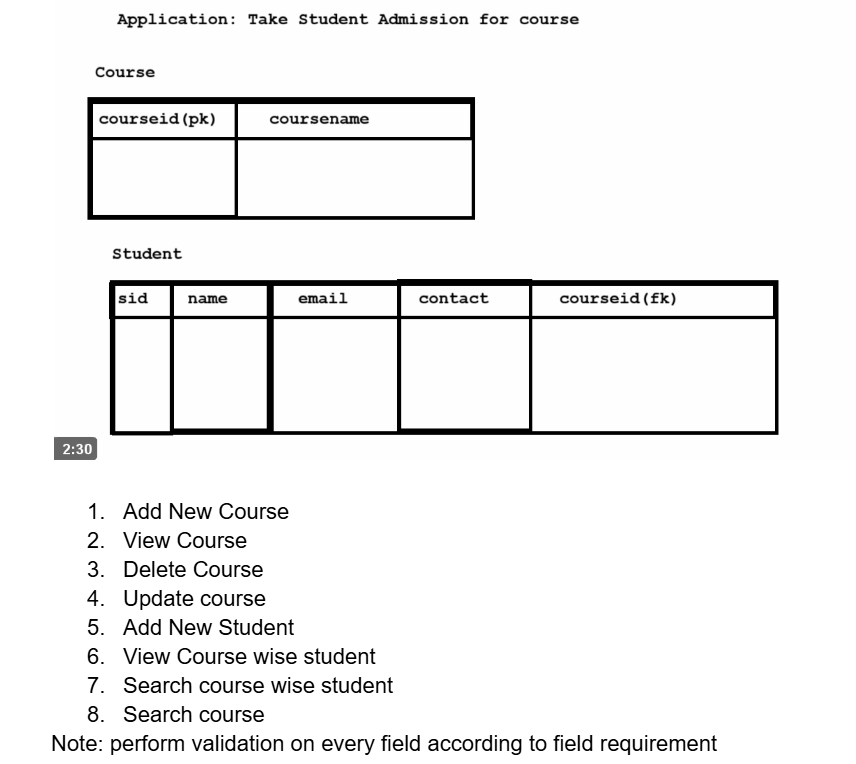 Application: Take Student Admission for course
Course
courseid(pk) coursename
Student
sid name email contact courseid(fk)
2:30
1. Add New Course
2. View Course
3. Delete Course
4. Update course
5. Add New Student
6. View Course wise student
7. Search course wise student
8. Search course
Note: perform validation on every field according to field requirement